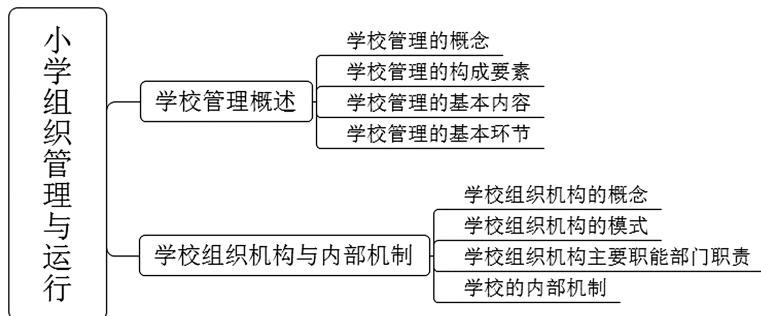 小学组织管理与运行
学校管理概述
学校管理的概念
学校管理的构成要素
学校管理的基本内容
学校管理的基本环节
学校组织机构与内部机制
学校组织机构的概念
学校组织机构的模式
学校组织机构主要职能部门职责
学校的内部机制